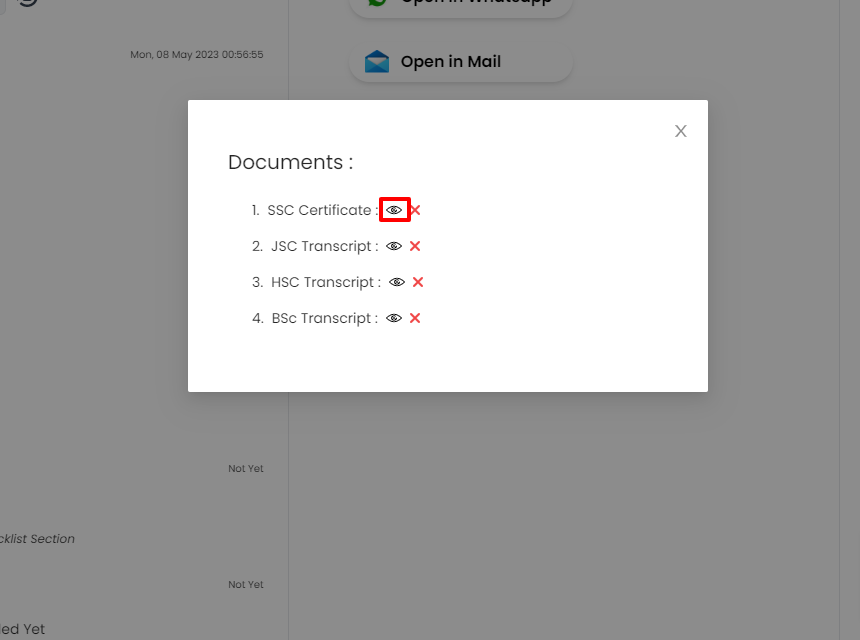 Open in Whatsapp
Mon, 08 May 2023 00:56:55
Open in Mail
X
Documents :
1. SSC Certificate :
2. JSC Transcript :
3. HSC Transcript :
4. BSc Transcript :
Not Yet
cklist Section
Not Yet
ded Yet